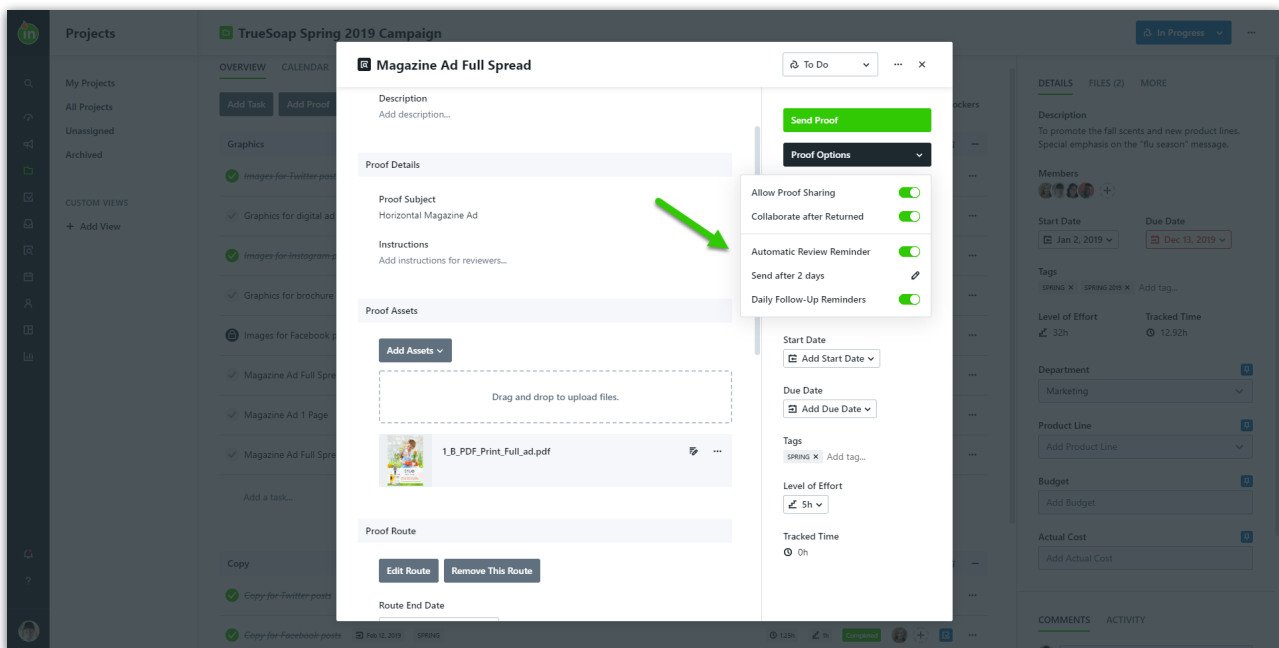 in
Projects
My Projects
All Projects
Unassigned
Archived
CUSTOM VIEWS
+ Add View
TrueSoap Spring 2019 Campaign
In Progress
OVERVIEW CALENDAR
Add Task Add Proof
Graphics
Images for Twitter post
Graphics for digital ad
Images for Instagram p
Graphics for brochure
Images for Facebook p
Magazine Ad Full Spre
Magazine Ad 1 Page
Magazine Ad Full Spre
Add a task...
Copy
Copy for Twitter posts
Copy for Facebook posts Feb 12, 2019 SPRING 1.25h 3h Completed
Magazine Ad Full Spread
To Do
Description
Add description...
Proof Details
Proof Subject
Horizontal Magazine Ad
Instructions
Add instructions for reviewers...
Proof Assets
Add Assets
Drag and drop to upload files.
1_B_PDF_Print_Full_ad.pdf
Proof Route
Edit Route Remove This Route
Route End Date
Send Proof
Proof Options
Allow Proof Sharing
Collaborate after Returned
Automatic Review Reminder
Send after 2 days
Daily Follow-Up Reminders
Start Date
Add Start Date
Due Date
Add Due Date
Tags
SPRING × Add tag...
Level of Effort
5h
Tracked Time
0h
ockers
DETAILS FILES (2) MORE
Description
To promote the fall scents and new product lines.
Special emphasis on the "flu season" message.
Members
Start Date Due Date
Jan 2, 2019 Dec 13, 2019
Tags
SPRING × SPRING 2019 × Add tag...
Level of Effort Tracked Time
32h 12.92h
Department
Marketing
Product Line
Add Product Line
Budget
Add Budget
Actual Cost
Add Actual Cost
COMMENTS ACTIVITY